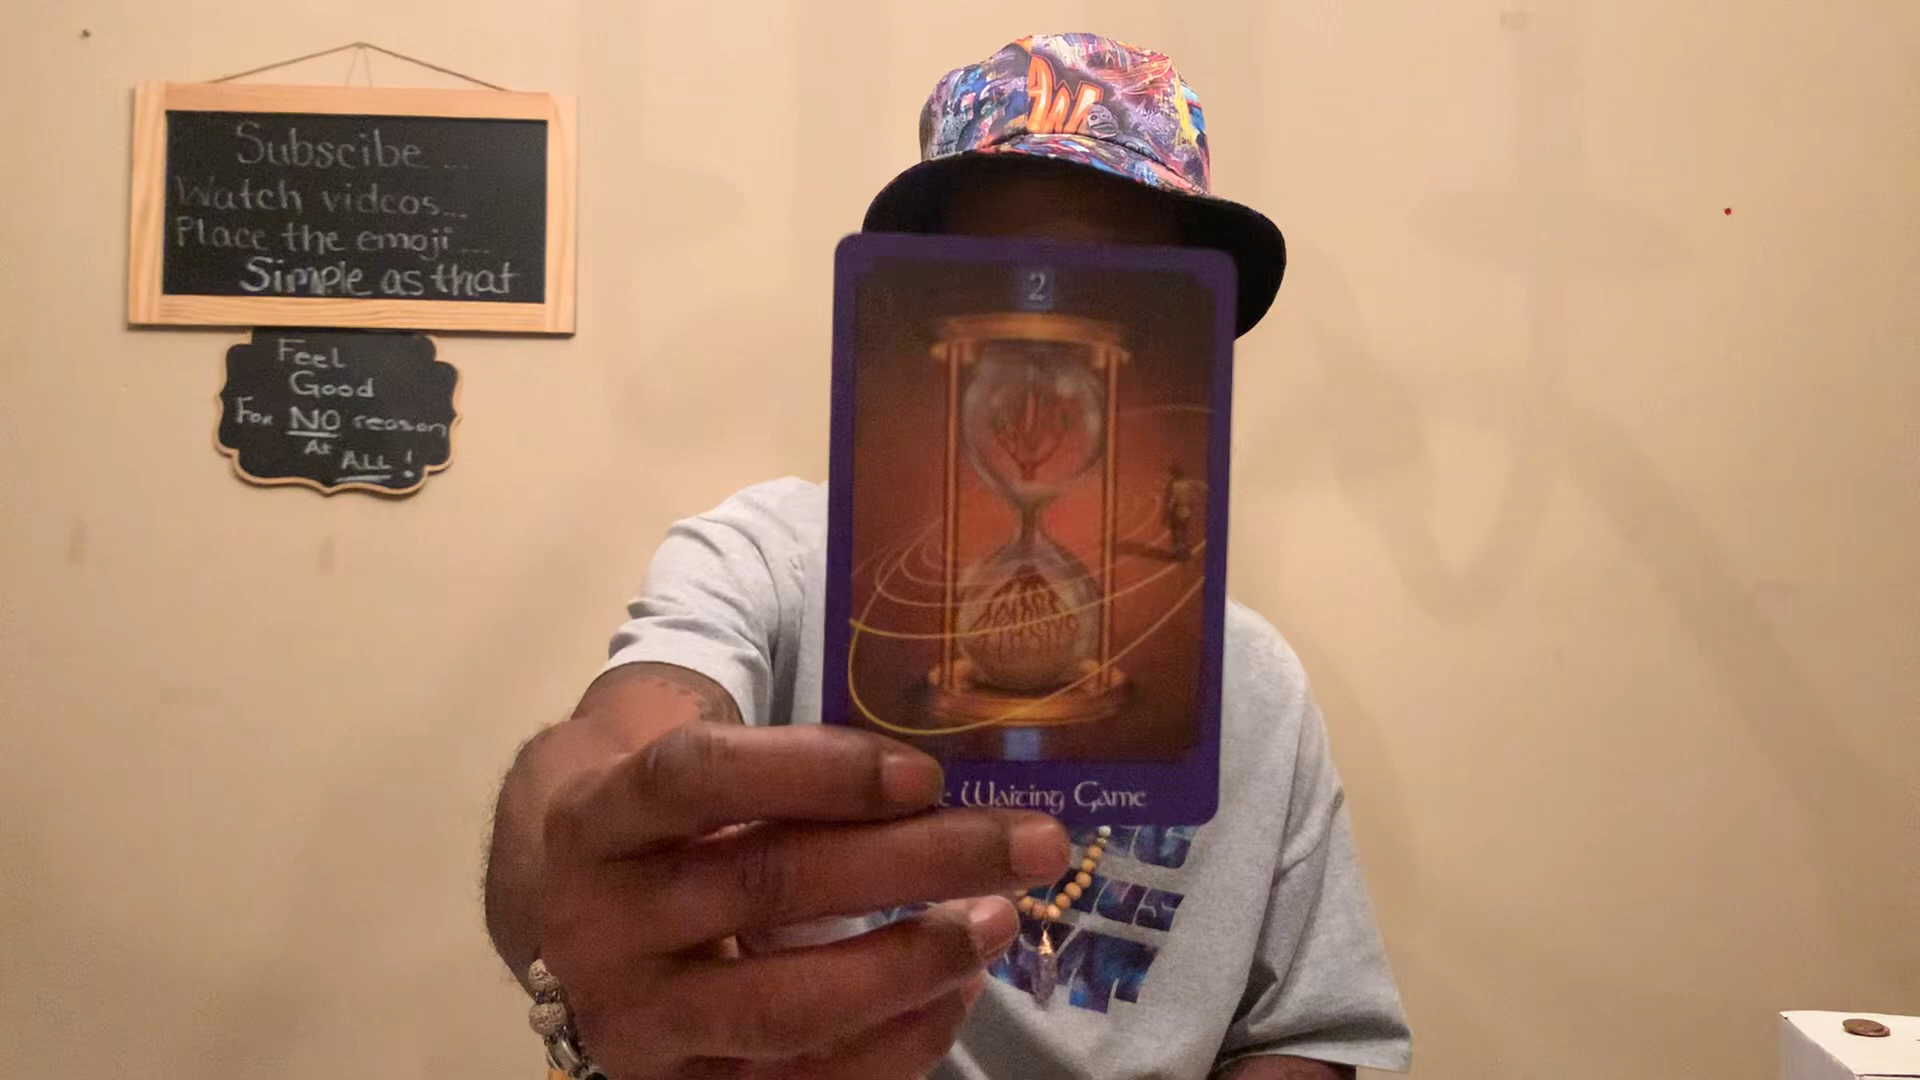 Subscibe...
Watch videos...
Place the emoji...
Simple as that
Feel
Good
For NO reason
At
ALL!
2
Waiting Game